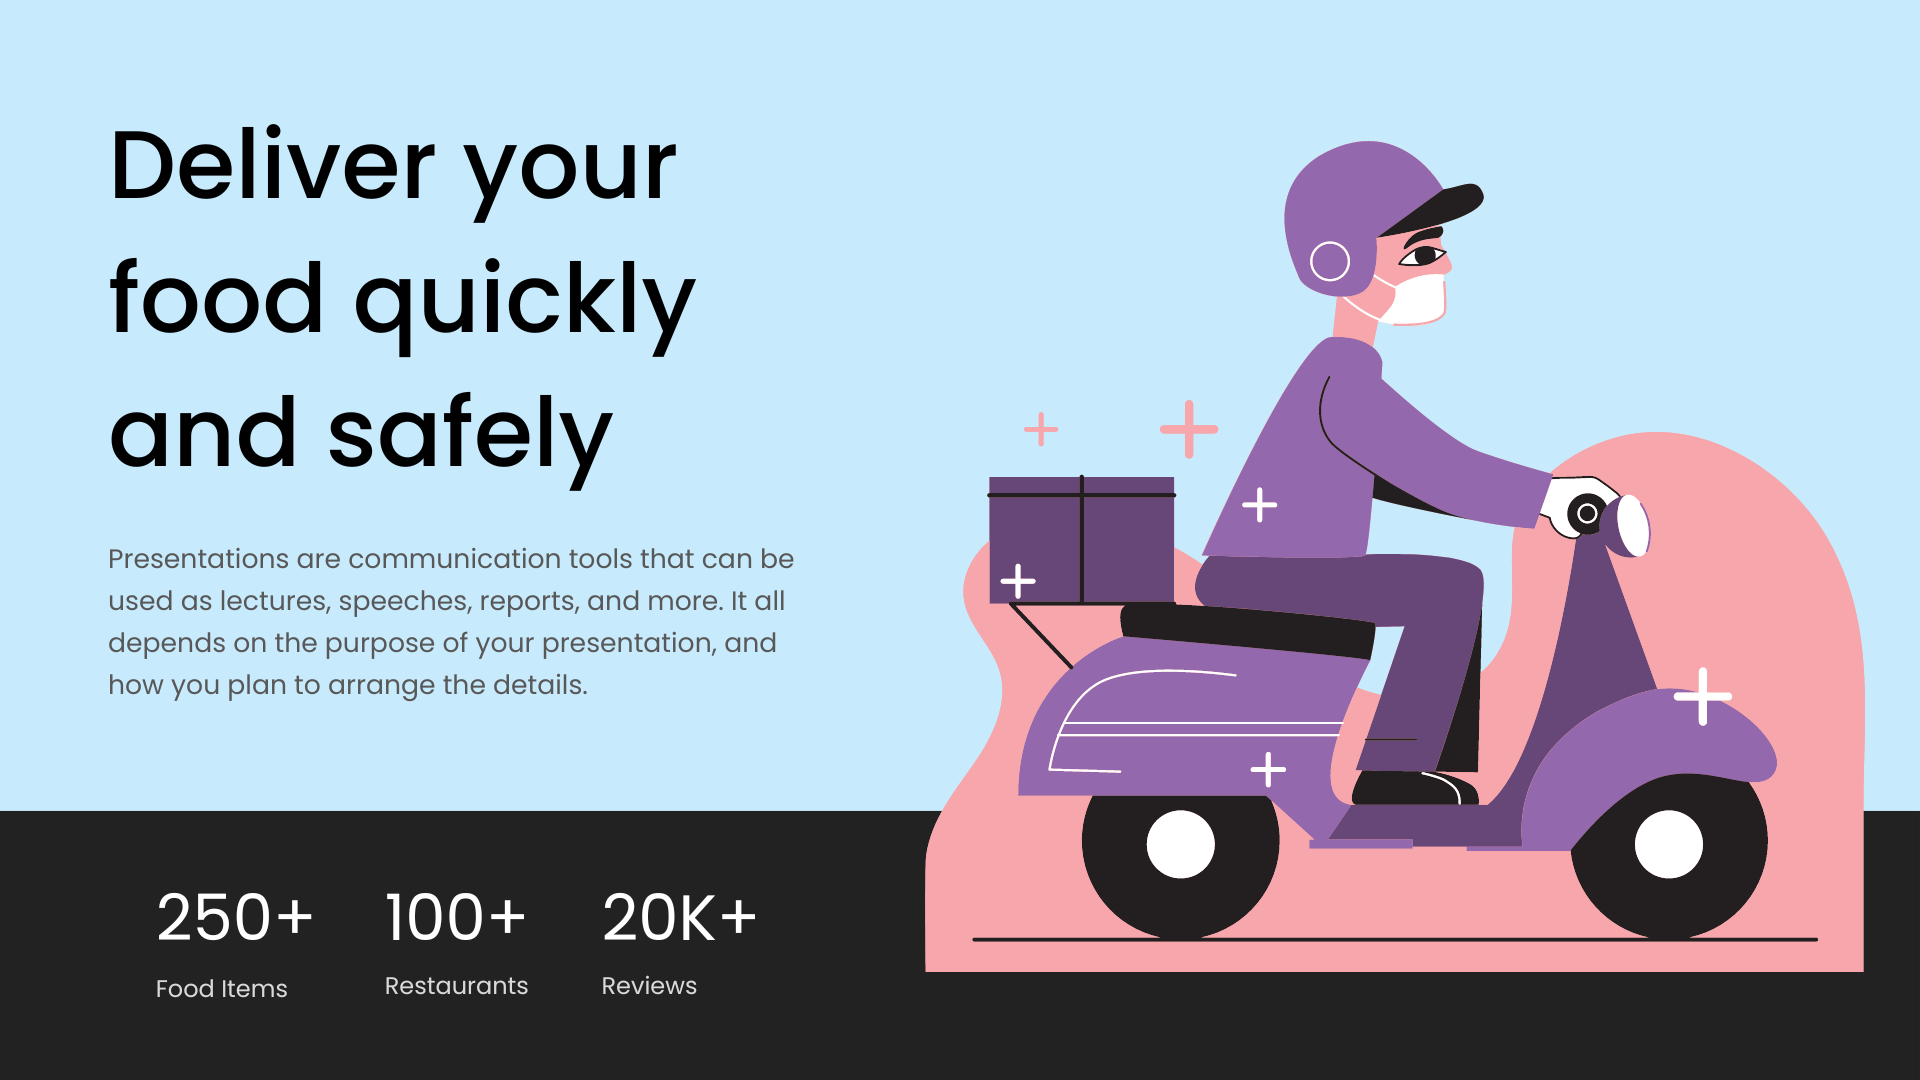 Deliver your
food quickly
and safely
Presentations are communication tools that can be
used as lectures, speeches, reports, and more. It all
depends on the purpose of your presentation, and
how you plan to arrange the details.
250+ 100+ 20K+
Food Items Restaurants Reviews